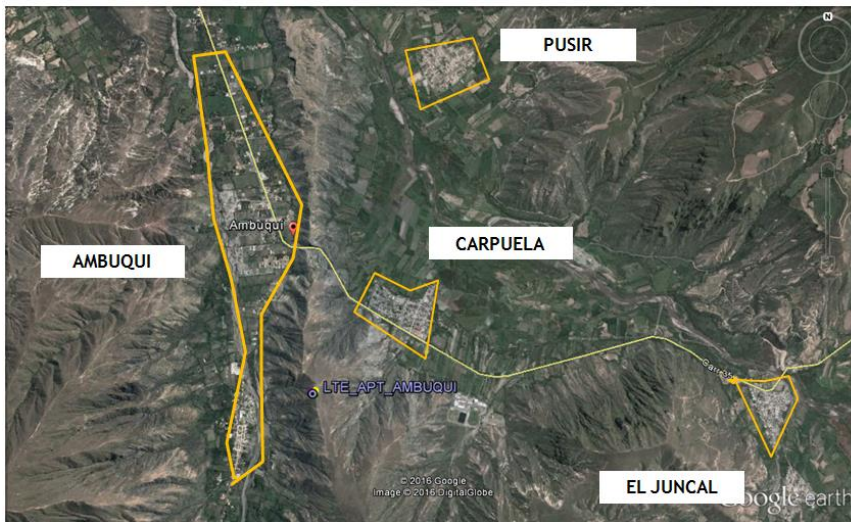 N
PUSIR
Ambuquí
CARPUELA
AMBUQUI
LTE_APT_AMBUQUI
© 2016 Google
Image © 2016 DigitalGlobe
EL JUNCAL
Google earth